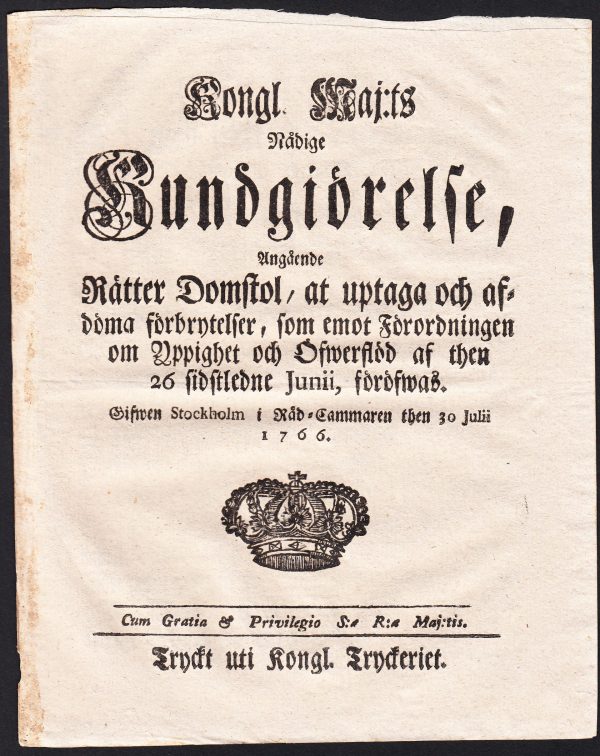 Kongl. Maj:ts
Nådige
Kundgiörelse,
Angående
Rätter Domstol/ at uptaga och af-
döma förbrytelser, som emot Förordningen
om Yppighet och Öfwerflöd af then
26 sidstledne Junii, föröfwas.
Gifwen Stockholm i Råd-Cammaren then 30 Julii
1766.
Cum Gratia & Privilegio S:æ R:æ Maj:tis.
Tryckt uti Kongl. Tryckeriet.